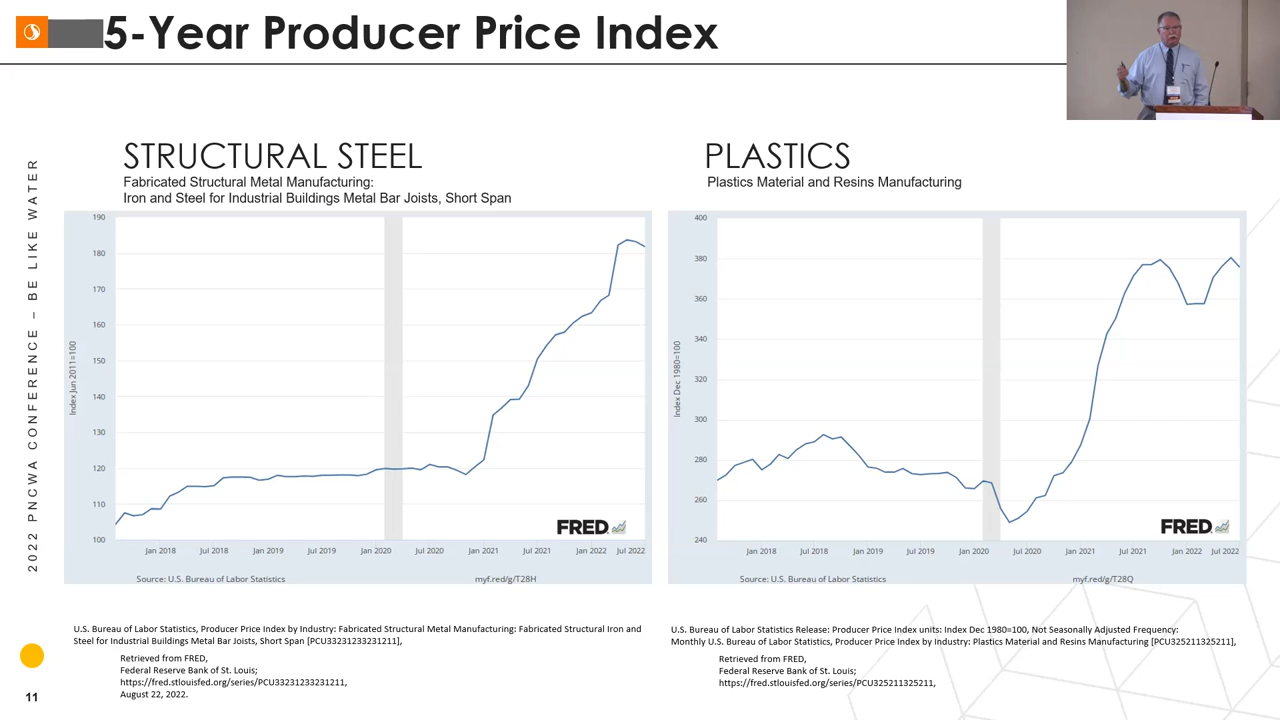 5-Year Producer Price Index
2022 PNCWA CONFERENCE – BE LIKE WATER
STRUCTURAL STEEL
Fabricated Structural Metal Manufacturing:
Iron and Steel for Industrial Buildings Metal Bar Joists, Short Span
190
180
170
160
150
140
130
120
110
100
Index Jun 2011=100
Jan 2018
Jul 2018
Jan 2019
Jul 2019
Jan 2020
Jul 2020
Jan 2021
Jul 2021
Jan 2022
Jul 2022
FRED
Source: U.S. Bureau of Labor Statistics
myf.red/g/T28H
PLASTICS
Plastics Material and Resins Manufacturing
400
380
360
340
320
300
280
260
240
Index Dec 1980=100
Jan 2018
Jul 2018
Jan 2019
Jul 2019
Jan 2020
Jul 2020
Jan 2021
Jul 2021
Jan 2022
Jul 2022
FRED
Source: U.S. Bureau of Labor Statistics
myf.red/g/T28Q
U.S. Bureau of Labor Statistics, Producer Price Index by Industry: Fabricated Structural Metal Manufacturing: Fabricated Structural Iron and
Steel for Industrial Buildings Metal Bar Joists, Short Span [PCU33231233231211],
Retrieved from FRED,
Federal Reserve Bank of St. Louis;
https://fred.stlouisfed.org/series/PCU33231233231211,
August 22, 2022.
U.S. Bureau of Labor Statistics Release: Producer Price Index units: Index Dec 1980=100, Not Seasonally Adjusted Frequency:
Monthly U.S. Bureau of Labor Statistics, Producer Price Index by Industry: Plastics Material and Resins Manufacturing [PCU325211325211],
Retrieved from FRED,
Federal Reserve Bank of St. Louis;
https://fred.stlouisfed.org/series/PCU325211325211,
11